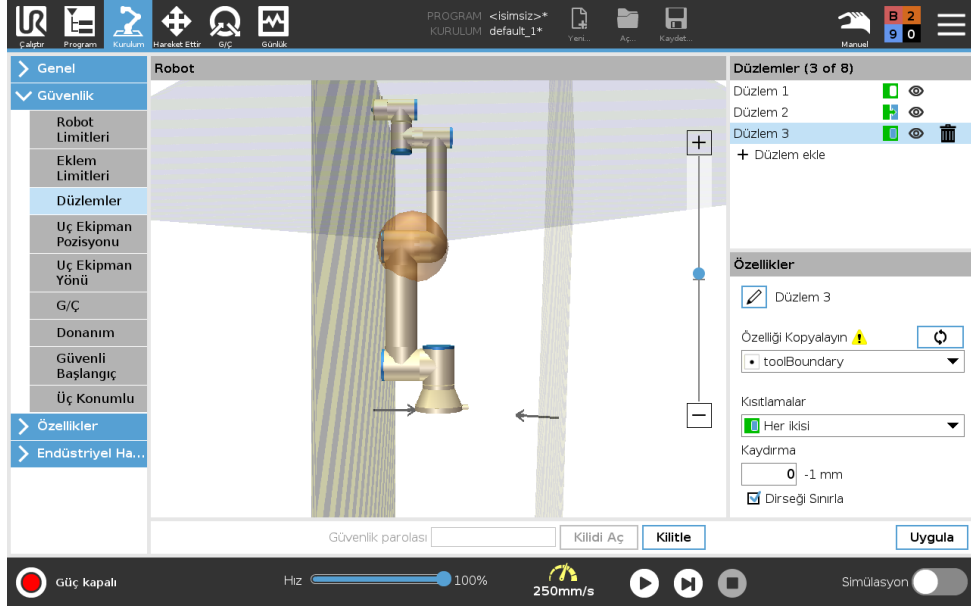 PROGRAM <isimsiz>*
KURULUM default_1*
Çalıştır
Program
Kurulum
Hareket Ettir
G/Ç
Günlük
Yeni...
Aç...
Kaydet...
Manuel
B 2
9 0
Genel
Güvenlik
Robot
Limitleri
Eklem
Limitleri
Düzlemler
Uç Ekipman
Pozisyonu
Uç Ekipman
Yönü
G/Ç
Donanım
Güvenli
Başlangıç
Üç Konumlu
Özellikler
Endüstriyel Ha...
Robot
Düzlemler (3 of 8)
Düzlem 1
Düzlem 2
Düzlem 3
+ Düzlem ekle
Özellikler
Düzlem 3
Özelliği Kopyalayın
toolBoundary
Kısıtlamalar
Her ikisi
Kaydırma
0 -1 mm
Dirseği Sınırla
Güvenlik parolası
Kilidi Aç
Kilitle
Uygula
Güç kapalı
Hız
100%
250mm/s
Simülasyon